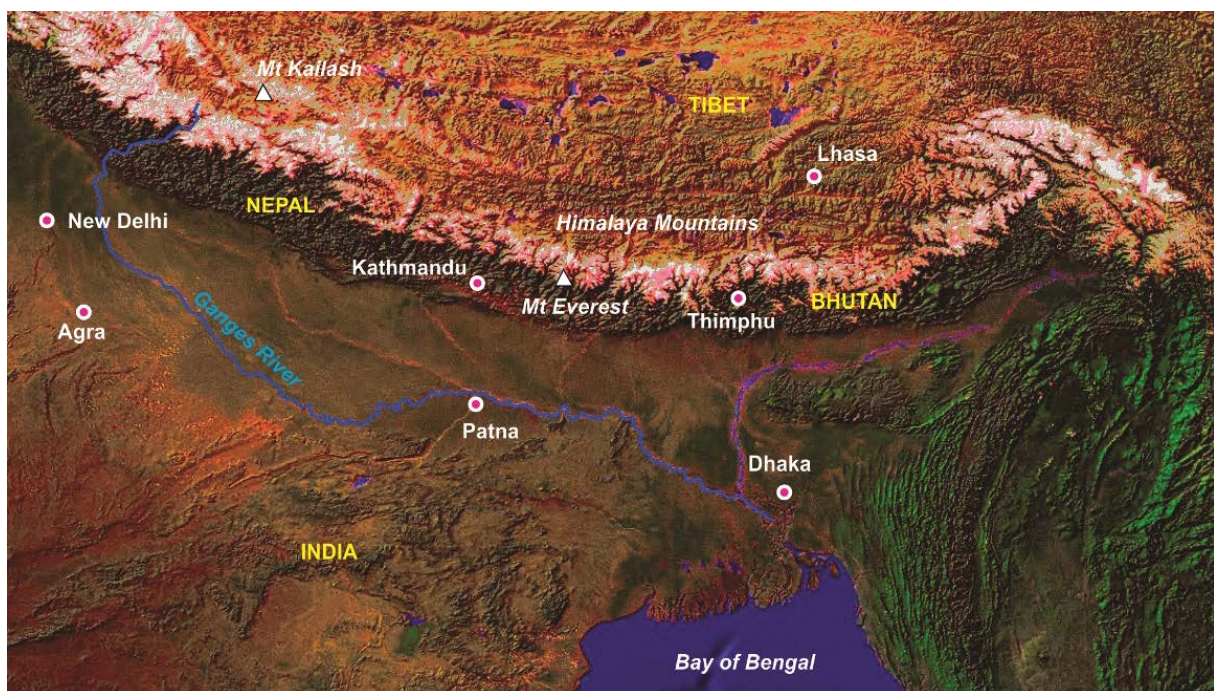 Mt Kailash
TIBET
Lhasa
NEPAL
New Delhi
Himalaya Mountains
Kathmandu
Mt Everest
BHUTAN
Thimphu
Agra
Ganges River
Patna
Dhaka
INDIA
Bay of Bengal